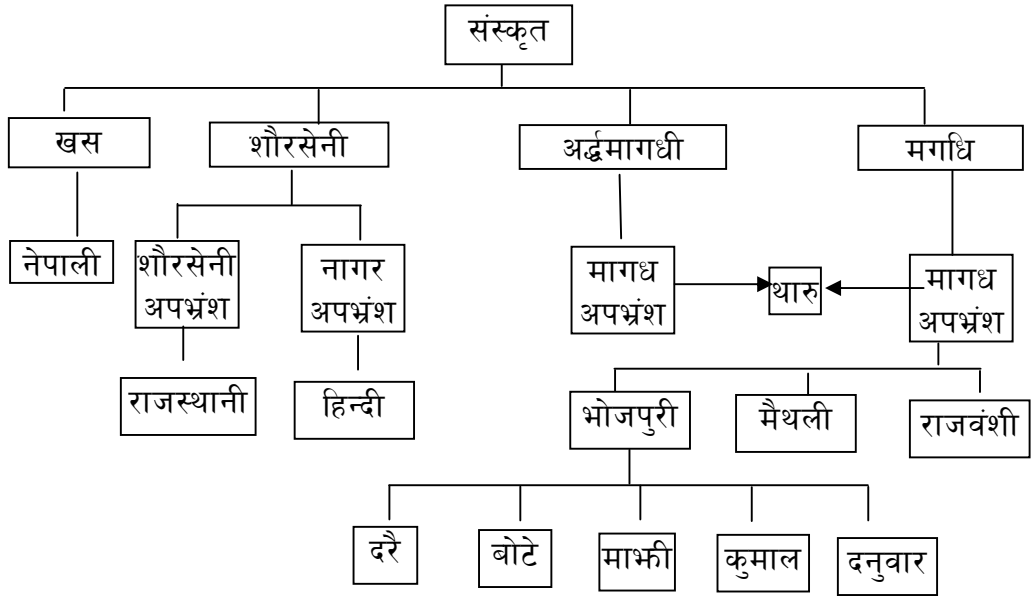 संस्कृत
खस
शौरसेनी
अर्द्धमागधी
मगधि
नेपाली
शौरसेनी
अपभ्रंश
नागर
अपभ्रंश
मागध
अपभ्रंश
थारु
मागध
अपभ्रंश
राजस्थानी
हिन्दी
भोजपुरी
मैथली
राजवंशी
दरै
बोटे
माझी
कुमाल
दनुवार